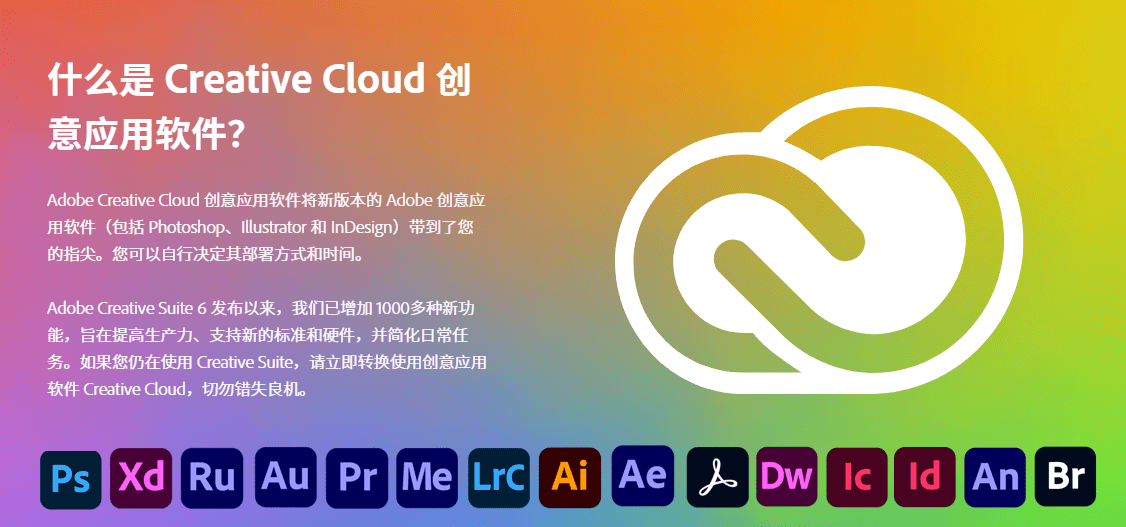 什么是 Creative Cloud 创
意应用软件？
Adobe Creative Cloud 创意应用软件将新版本的 Adobe 创意应
用软件（包括 Photoshop、Illustrator 和 InDesign）带到了您
的指尖。您可以自行决定其部署方式和时间。
Adobe Creative Suite 6 发布以来，我们已增加 1000多种新功
能，旨在提高生产力、支持新的标准和硬件，并简化日常任
务。如果您仍在使用 Creative Suite，请立即转换使用创意应用
软件 Creative Cloud，切勿错失良机。
Ps Xd Ru Au Pr Me LrC Ai Ae Dw Ic Id An Br